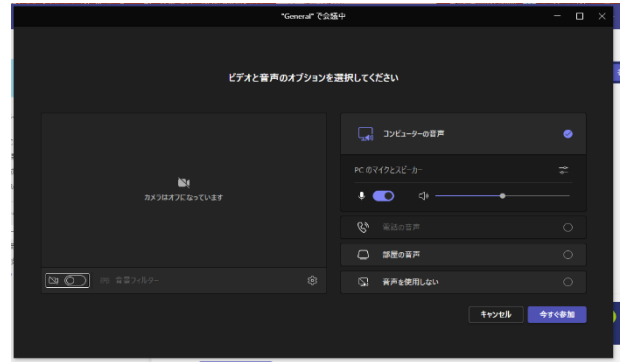 "General" で会議中
ビデオと音声のオプションを選択してください
コンピューターの音声
PC のマイクとスピーカー
カメラはオフになっています
電話の音声
部屋の音声
背景フィルター
音声を使用しない
キャンセル
今すぐ参加